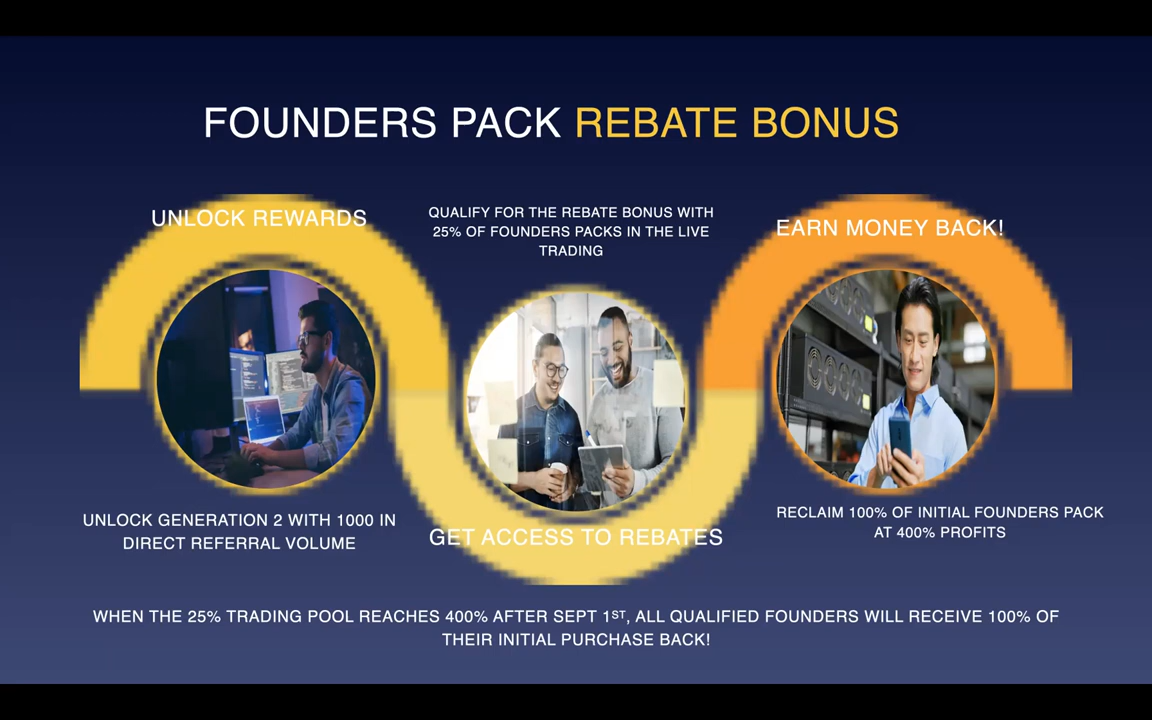 FOUNDERS PACK REBATE BONUS
UNLOCK REWARDS
UNLOCK GENERATION 2 WITH 1000 IN
DIRECT REFERRAL VOLUME
QUALIFY FOR THE REBATE BONUS WITH
25% OF FOUNDERS PACKS IN THE LIVE
TRADING
GET ACCESS TO REBATES
EARN MONEY BACK!
RECLAIM 100% OF INITIAL FOUNDERS PACK
AT 400% PROFITS
WHEN THE 25% TRADING POOL REACHES 400% AFTER SEPT 1ST, ALL QUALIFIED FOUNDERS WILL RECEIVE 100% OF
THEIR INITIAL PURCHASE BACK!